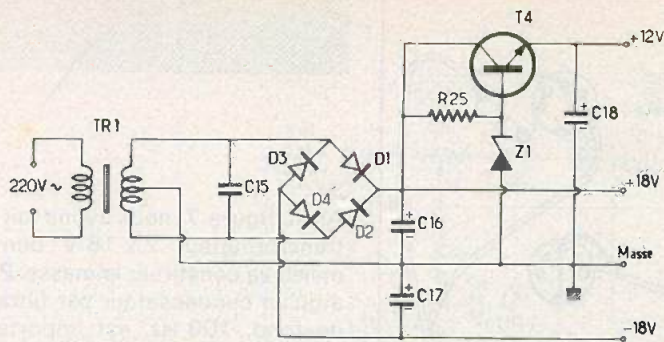 T4
+12V
R25
C18
TR1
Z1
D3
D1
220V~
C15
+18V
D4
D2
C16
Masse
C17
-18V